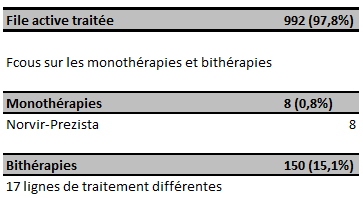 File active traitée 992 (97,8%)
Fcous sur les monothérapies et bithérapies
Monothérapies 8 (0,8%)
Norvir-Prezista 8
Bithérapies 150 (15,1%)
17 lignes de traitement différentes